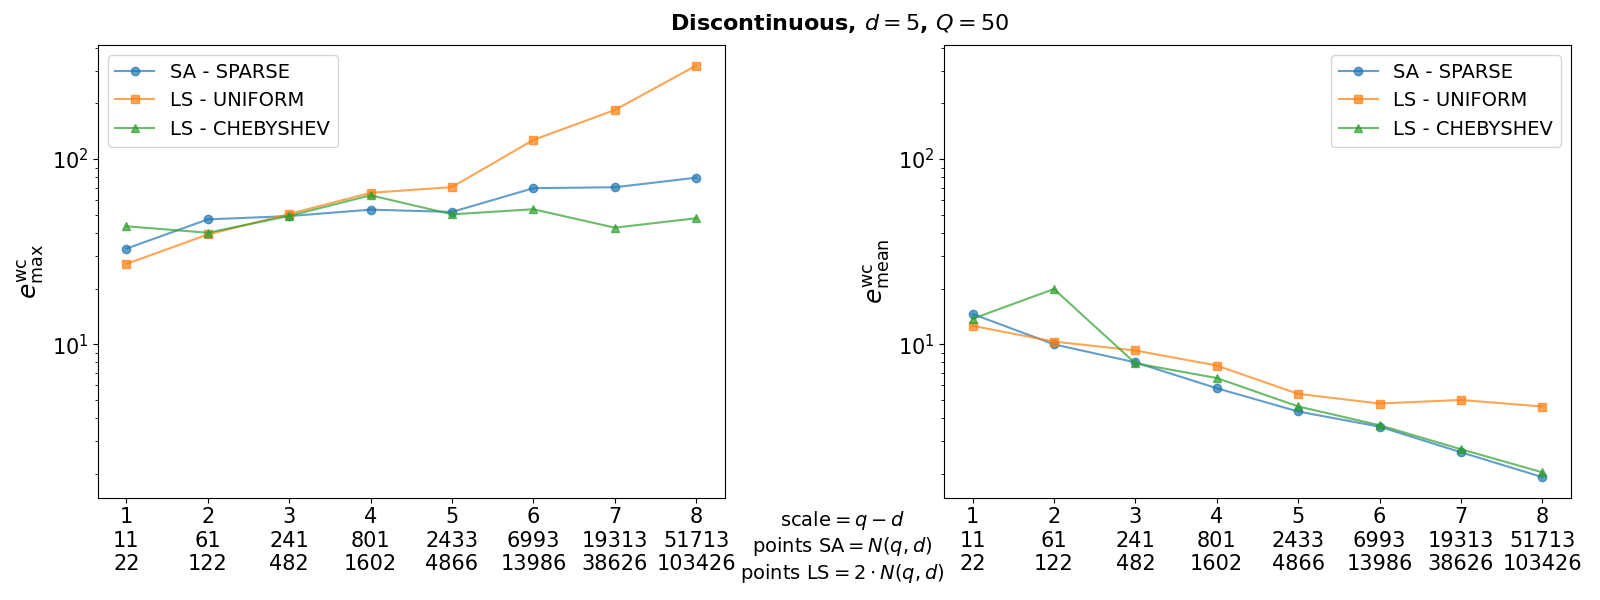 Discontinuous, d = 5, Q = 50
SA - SPARSE
LS - UNIFORM
LS - CHEBYSHEV
10²
10¹
e^wc_max
1 2 3 4 5 6 7 8
11 61 241 801 2433 6993 19313 51713
22 122 482 1602 4866 13986 38626 103426
scale = q − d
points SA = N(q, d)
points LS = 2 · N(q, d)
SA - SPARSE
LS - UNIFORM
LS - CHEBYSHEV
10²
10¹
e^wc_mean
1 2 3 4 5 6 7 8
11 61 241 801 2433 6993 19313 51713
22 122 482 1602 4866 13986 38626 103426